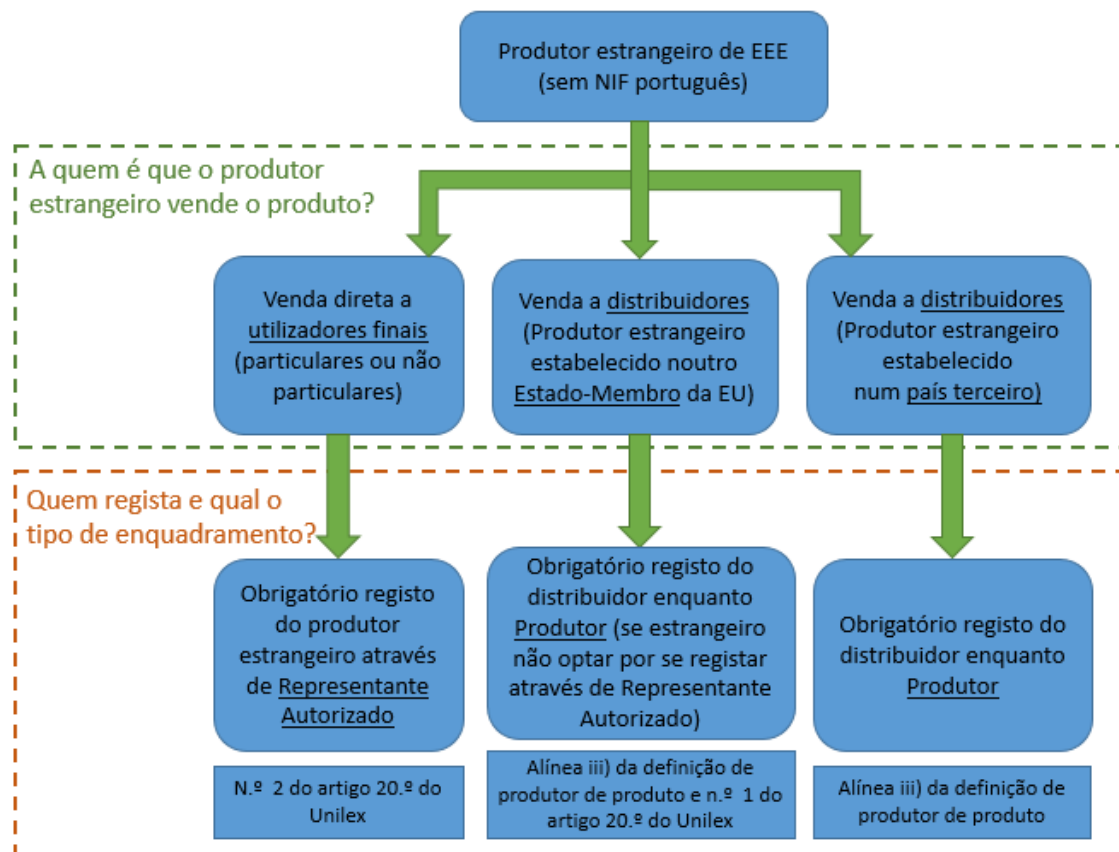 Produtor estrangeiro de EEE
(sem NIF português)
A quem é que o produtor
estrangeiro vende o produto?
Venda direta a
utilizadores finais
(particulares ou não
particulares)
Venda a distribuidores
(Produtor estrangeiro
estabelecido noutro
Estado-Membro da EU)
Venda a distribuidores
(Produtor estrangeiro
estabelecido
num país terceiro)
Quem regista e qual o
tipo de enquadramento?
Obrigatório registo
do produtor
estrangeiro através
de Representante
Autorizado
Obrigatório registo do
distribuidor enquanto
Produtor (se estrangeiro
não optar por se registar
através de Representante
Autorizado)
Obrigatório registo do
distribuidor enquanto
Produtor
N.º 2 do artigo 20.º do
Unilex
Alínea iii) da definição de
produtor de produto e n.º 1 do
artigo 20.º do Unilex
Alínea iii) da definição de
produtor de produto